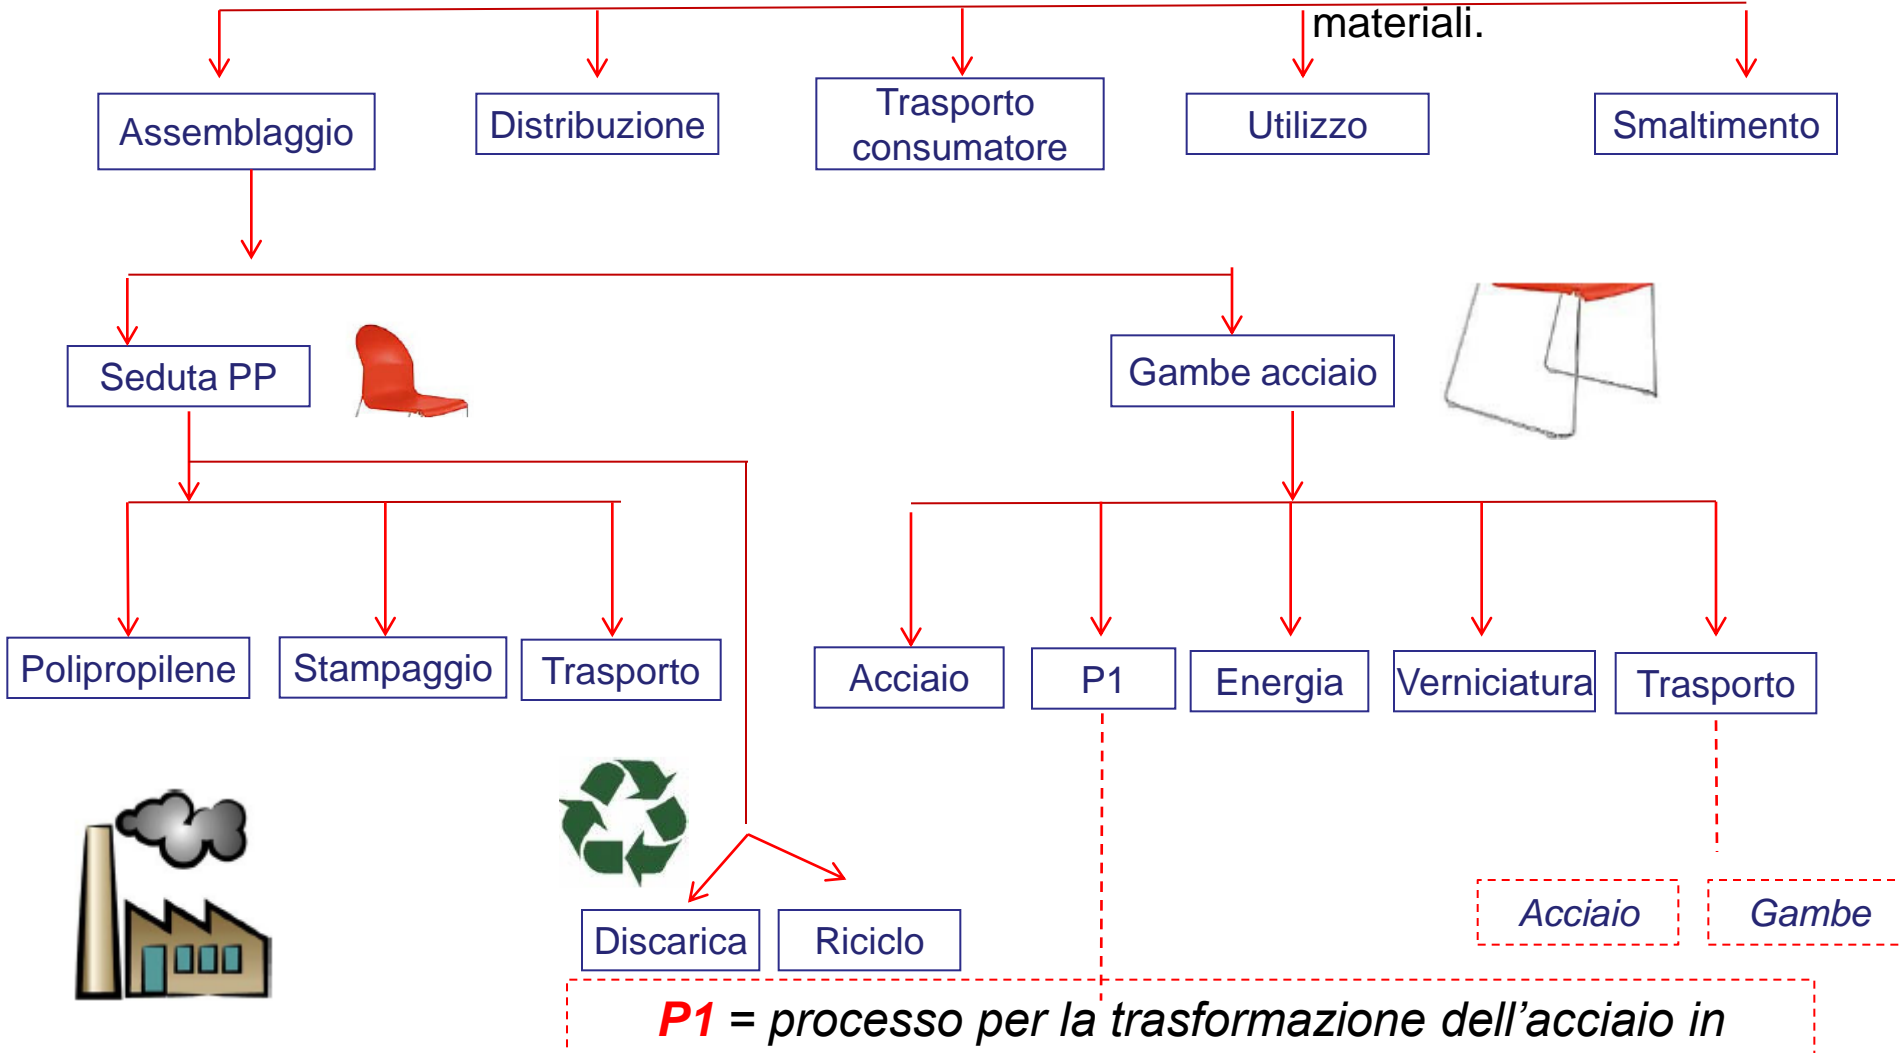 materiali.
Assemblaggio
Distribuzione
Trasporto
consumatore
Utilizzo
Smaltimento
Seduta PP
Gambe acciaio
Polipropilene
Stampaggio
Trasporto
Acciaio
P1
Energia
Verniciatura
Trasporto
Discarica
Riciclo
Acciaio
Gambe
P1 = processo per la trasformazione dell’acciaio in